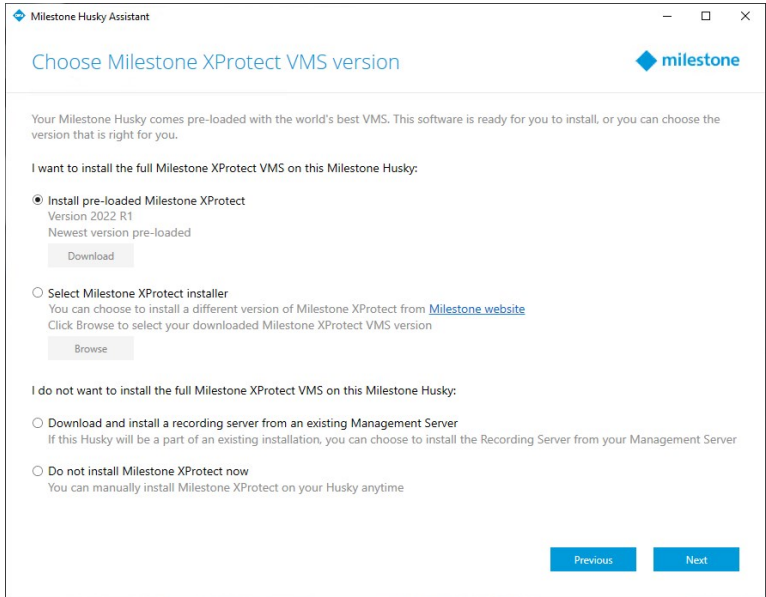 Milestone Husky Assistant
Choose Milestone XProtect VMS version
milestone
Your Milestone Husky comes pre-loaded with the world's best VMS. This software is ready for you to install, or you can choose the
version that is right for you.
I want to install the full Milestone XProtect VMS on this Milestone Husky:
Install pre-loaded Milestone XProtect
Version 2022 R1
Newest version pre-loaded
Download
Select Milestone XProtect installer
You can choose to install a different version of Milestone XProtect from Milestone website
Click Browse to select your downloaded Milestone XProtect VMS version
Browse
I do not want to install the full Milestone XProtect VMS on this Milestone Husky:
Download and install a recording server from an existing Management Server
If this Husky will be a part of an existing installation, you can choose to install the Recording Server from your Management Server
Do not install Milestone XProtect now
You can manually install Milestone XProtect on your Husky anytime
Previous
Next